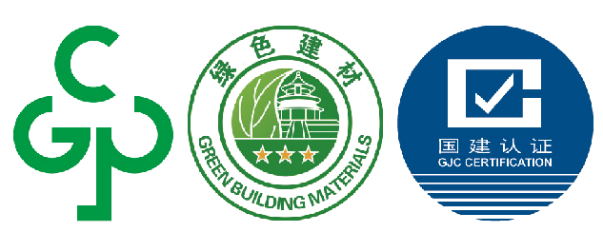 CGP
绿色建材
GREEN BUILDING MATERIALS
国建认证
GJC CERTIFICATION